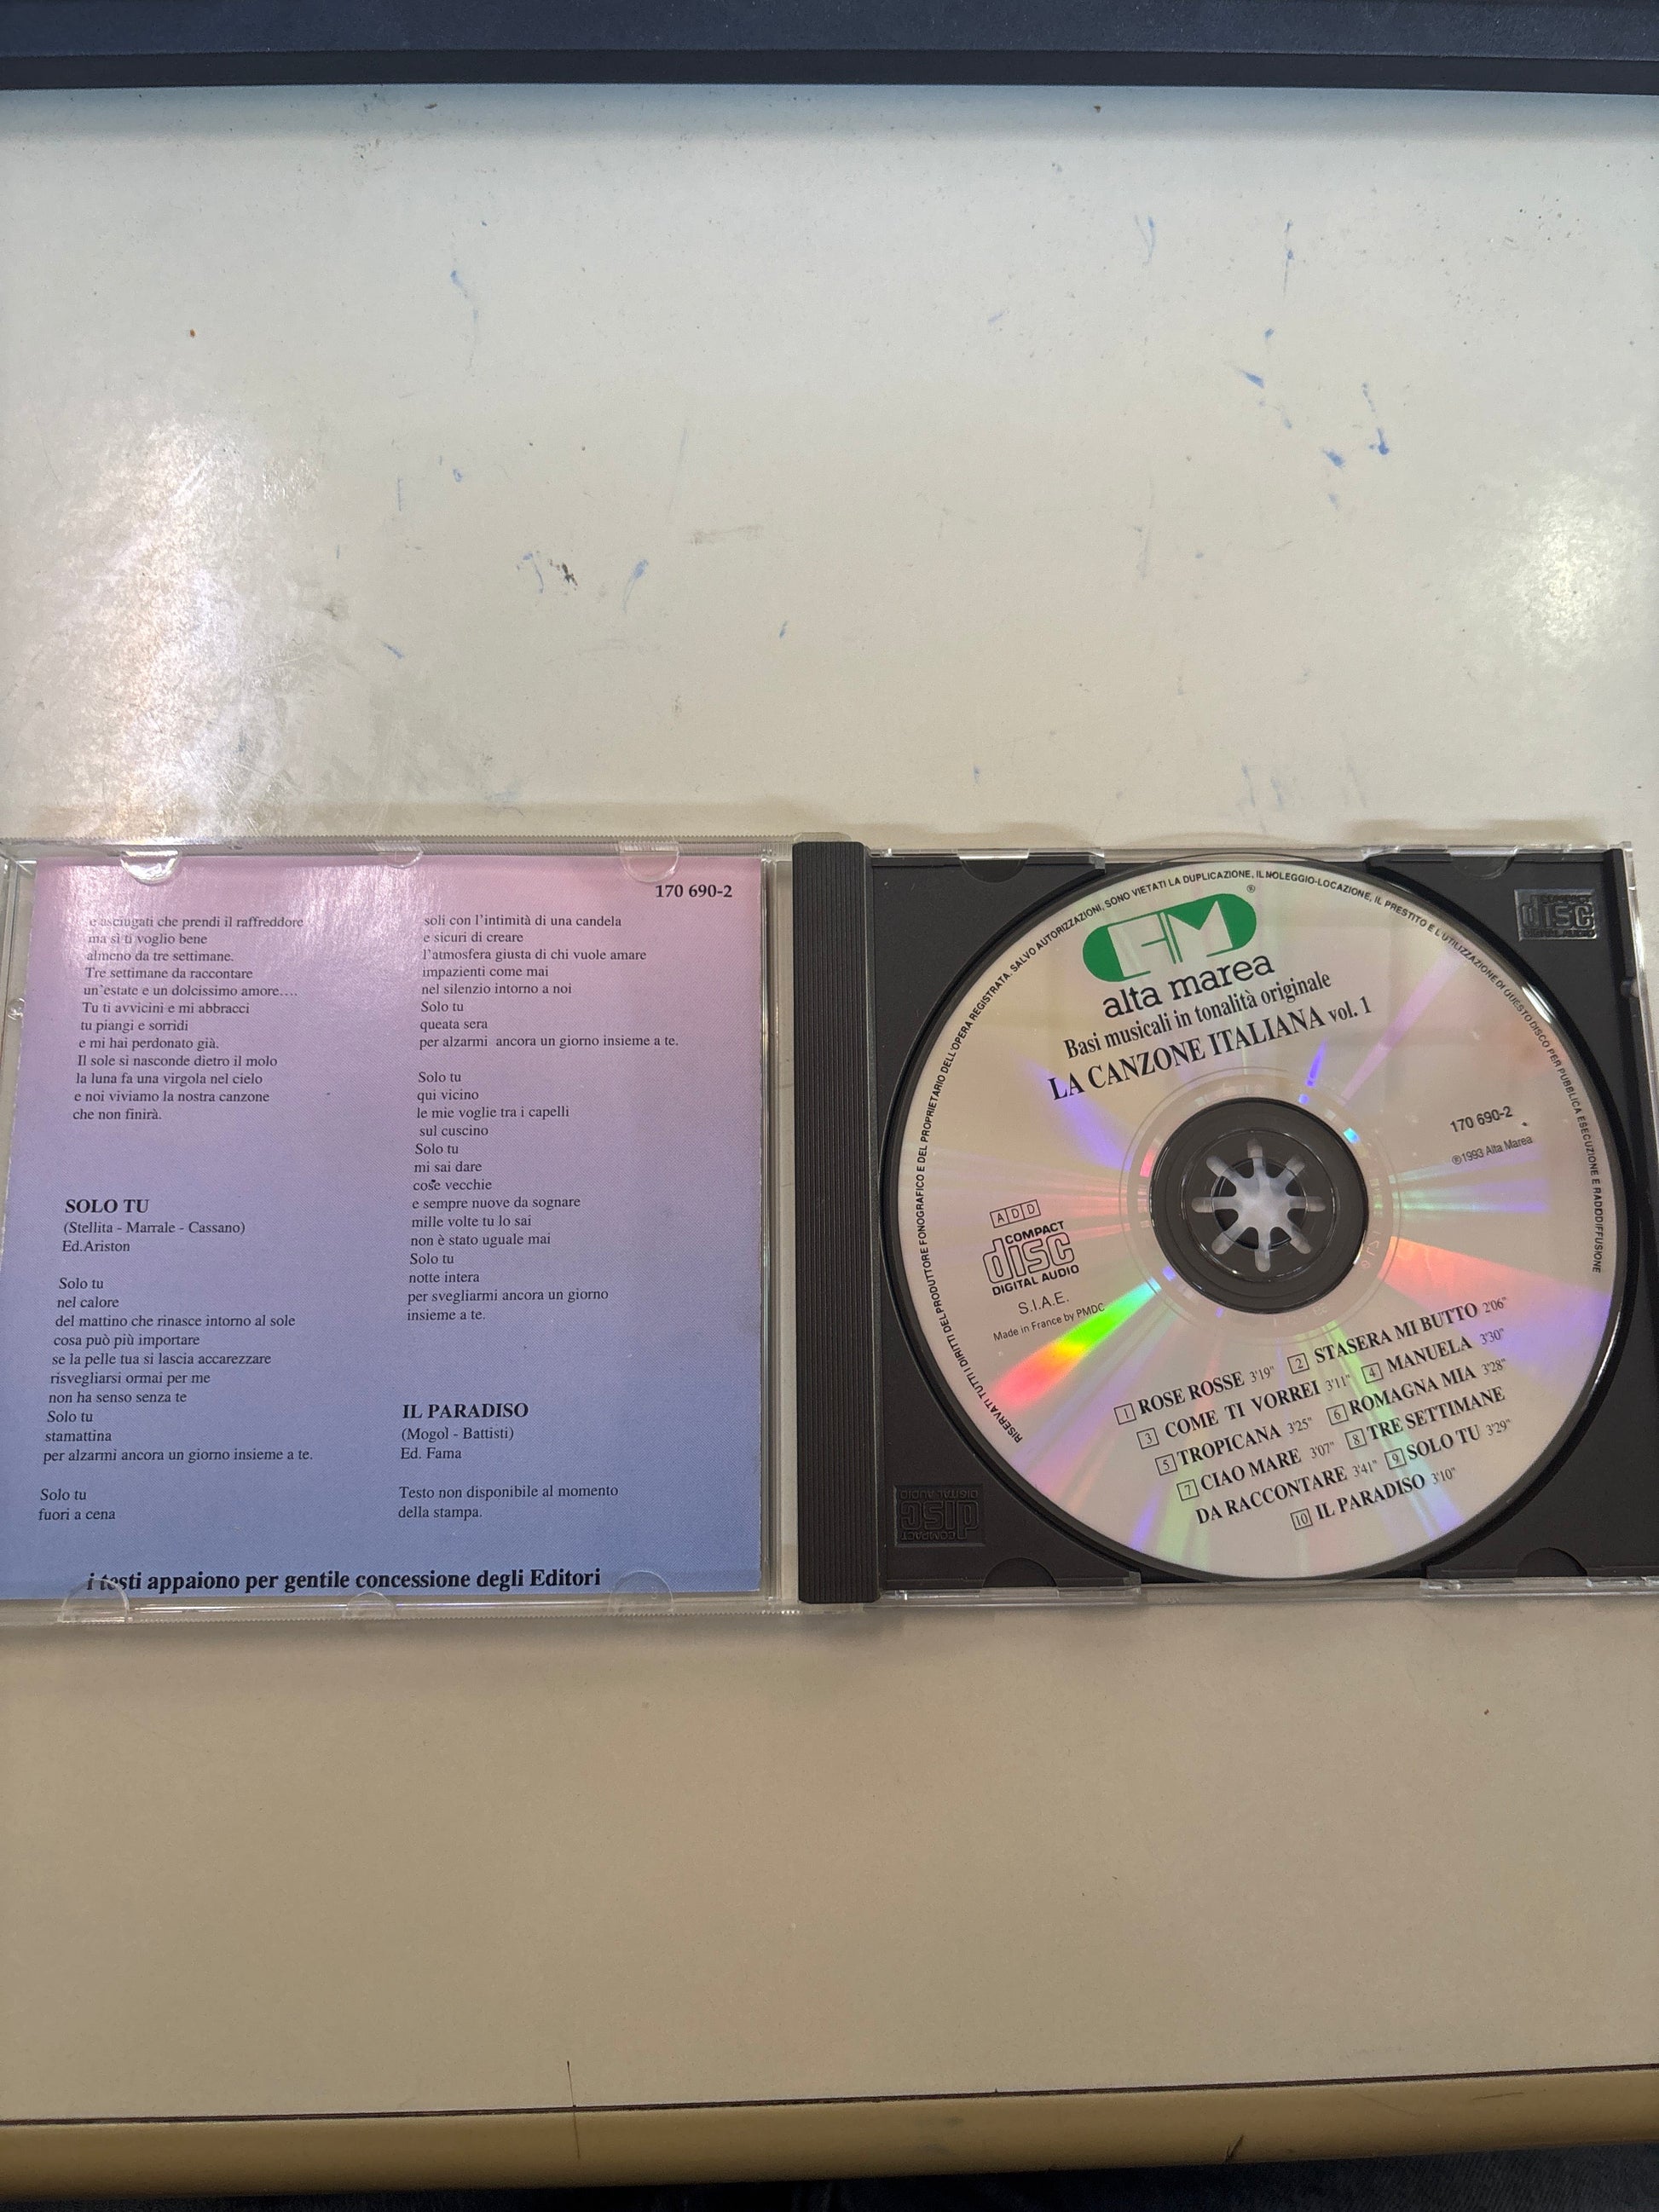 170 690-2
e asciugati che prendi il raffreddore
ma si ti voglio bene
almeno da tre settimane.
Tre settimane da raccontare
un'estate e un dolcissimo amore....
Tu ti avvicini e mi abbracci
tu piangi e sorridi
e mi hai perdonato già.
Il sole si nasconde dietro il molo
la luna fa una virgola nel cielo
e noi viviamo la nostra canzone
che non finirà.
SOLO TU
(Stellita - Marrale - Cassano)
Ed.Ariston
Solo tu
nel calore
del mattino che rinasce intorno al sole
cosa può più importare
se la pelle tua si lascia accarezzare
risvegliarsi ormai per me
non ha senso senza te
Solo tu
stamattina
per alzarmi ancora un giorno insieme a te.
Solo tu
fuori a cena
soli con l'intimità di una candela
e sicuri di creare
l'atmosfera giusta di chi vuole amare
impazienti come mai
nel silenzio intorno a noi
Solo tu
queata sera
per alzarmi ancora un giorno insieme a te.
Solo tu
qui vicino
le mie voglie tra i capelli
sul cuscino
Solo tu
mi sai dare
cose vecchie
e sempre nuove da sognare
mille volte tu lo sai
non è stato uguale mai
Solo tu
notte intera
per svegliarmi ancora un giorno
insieme a te.
IL PARADISO
(Mogol - Battisti)
Ed. Fama
Testo non disponibile al momento
della stampa.
i testi appaiono per gentile concessione degli Editori
RISERVATI TUTTI I DIRITTI DEL PRODUTTORE FONOGRAFICO E DEL PROPRIETARIO DELL'OPERA REGISTRATA. SALVO AUTORIZZAZIONI, SONO VIETATI LA DUPLICAZIONE, IL NOLEGGIO-LOCAZIONE, IL PRESTITO E L'UTILIZZAZIONE DI QUESTO DISCO PER PUBBLICA ESECUZIONE E RADIODIFFUSIONE
AM®
alta marea
Basi musicali in tonalità originale
LA CANZONE ITALIANA vol. 1
170 690-2
℗1993 Alta Marea
ADD
COMPACT
disc
DIGITAL AUDIO
S.I.A.E.
Made in France by PMDC
1 ROSE ROSSE 3'19" 2 STASERA MI BUTTO 2'06"
3 COME TI VORREI 3'11" 4 MANUELA 3'30"
5 TROPICANA 3'25" 6 ROMAGNA MIA 3'28"
7 CIAO MARE 3'07" 8 TRE SETTIMANE
DA RACCONTARE 3'41" 9 SOLO TU 3'29"
10 IL PARADISO 3'10"
COMPACT
disc
DIGITAL AUDIO
COMPACT
disc
DIGITAL AUDIO